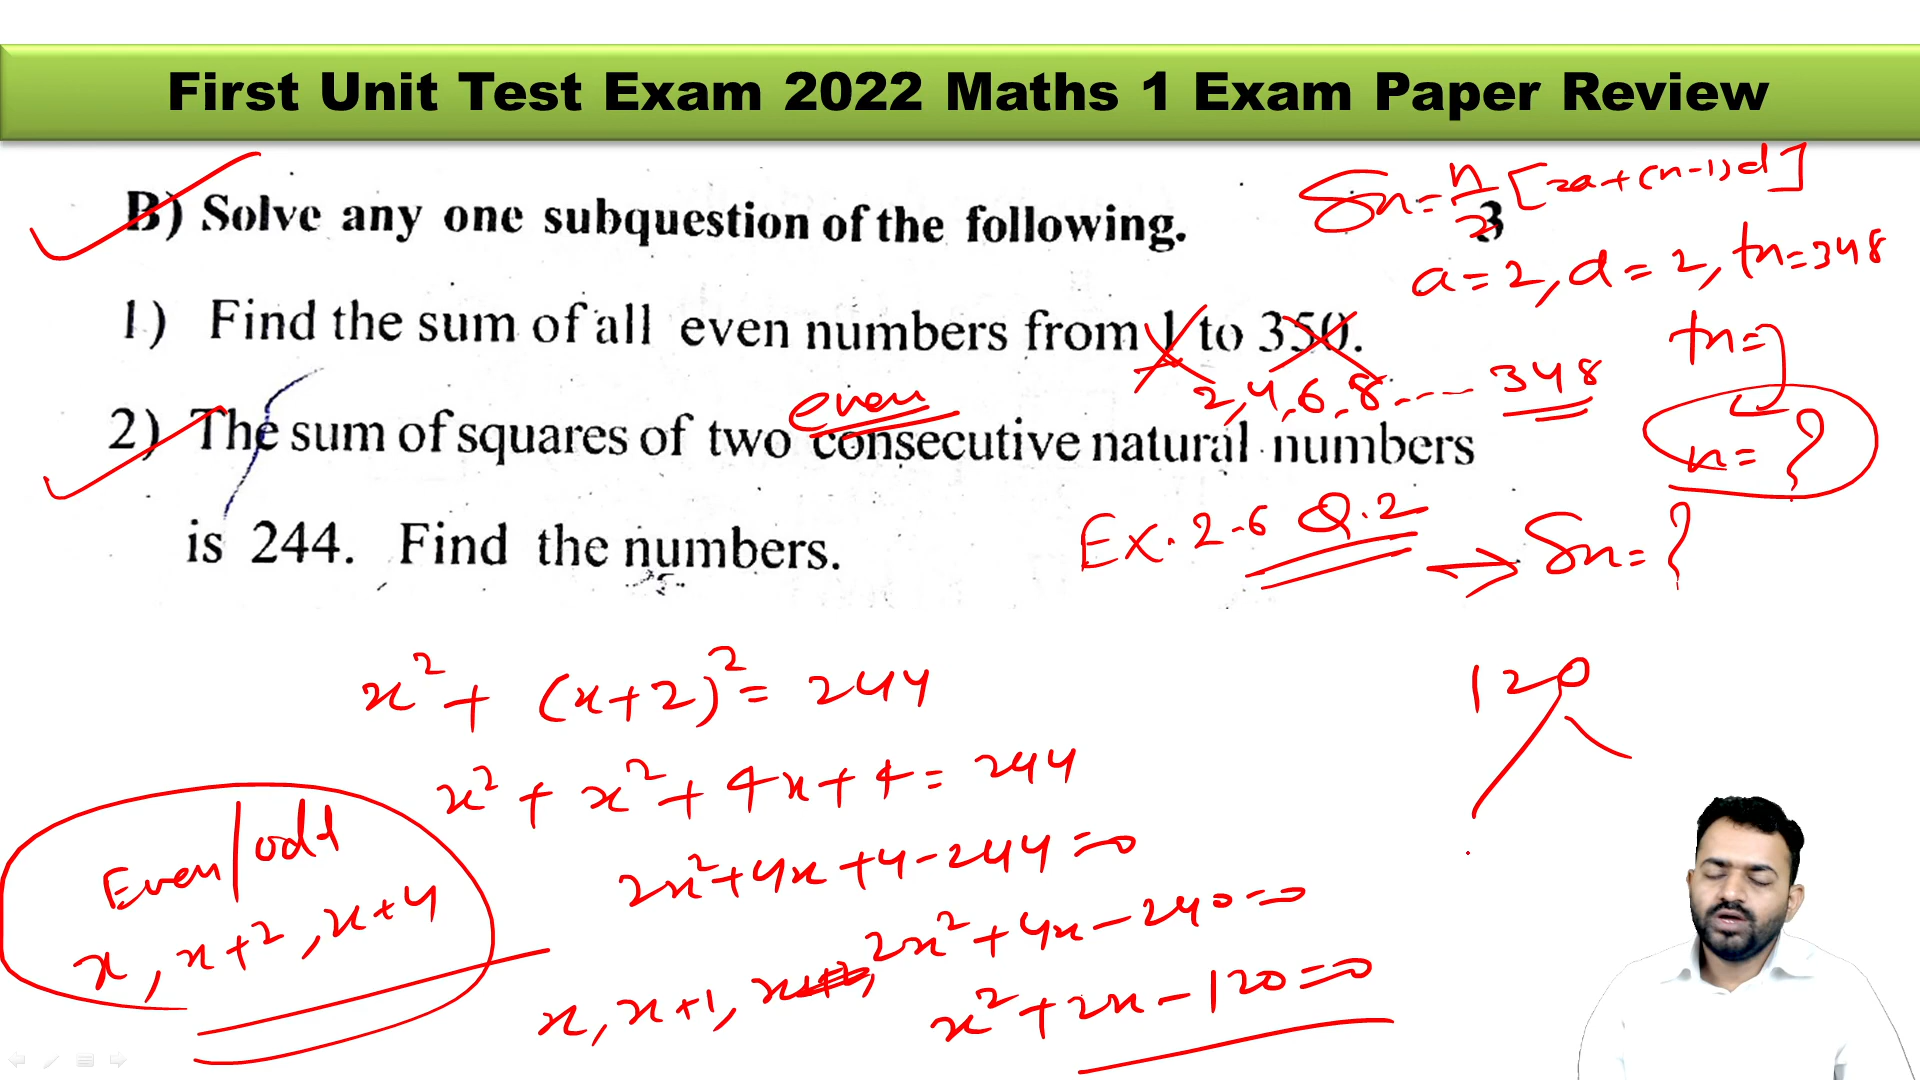 First Unit Test Exam 2022 Maths 1 Exam Paper Review
B) Solve any one subquestion of the following. 3
Sn = n/2 [2a+(n-1)d]
a=2, d=2, tn=348
1) Find the sum of all even numbers from 1 to 350.
tn=
2,4,6,8.... 348
even
2) The sum of squares of two consecutive natural numbers
n=?
is 244. Find the numbers.
Ex. 2.6 Q.2
→ Sn=?
x² + (x+2)² = 244
120
x² + x² + 4x+4 = 244
Even/odd
2x²+4x+4-244=0
x, x+2, x+4
2x²+4x-240=0
x, x+1,
x²+2x-120=0